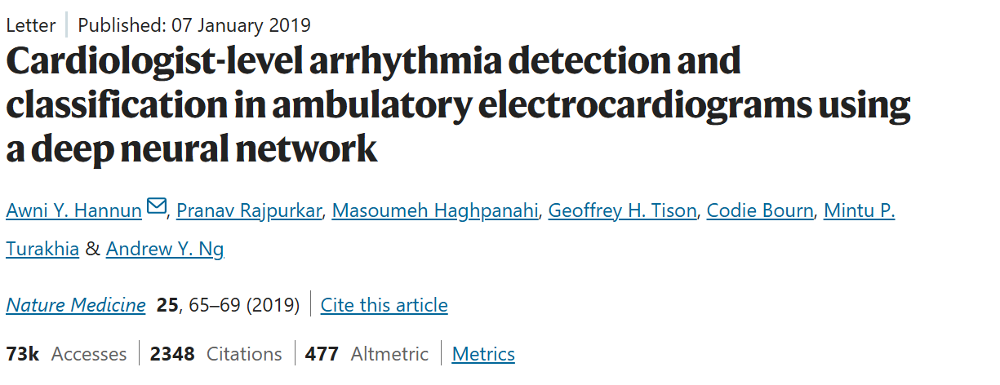 Letter Published: 07 January 2019
Cardiologist-level arrhythmia detection and
classification in ambulatory electrocardiograms using
a deep neural network
Awni Y. Hannun, Pranav Rajpurkar, Masoumeh Haghpanahi, Geoffrey H. Tison, Codie Bourn, Mintu P.
Turakhia & Andrew Y. Ng
Nature Medicine 25, 65–69 (2019) Cite this article
73k Accesses 2348 Citations 477 Altmetric Metrics